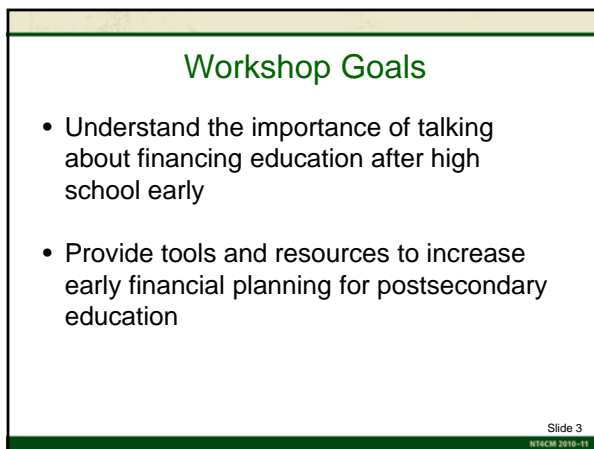 Workshop Goals
• Understand the importance of talking
about financing education after high
school early
• Provide tools and resources to increase
early financial planning for postsecondary
education
Slide 3
NT4CM 2010–11